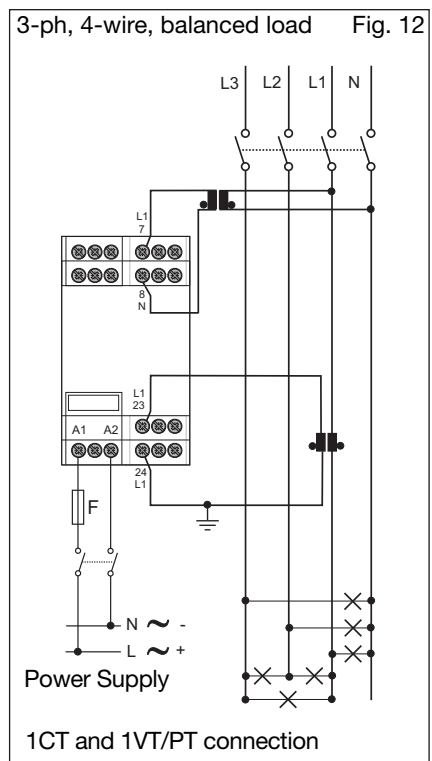 3-ph, 4-wire, balanced load Fig. 12
L3 L2 L1 N
L1
7
8
N
L1
23
A1 A2
24
L1
F
N ~ -
L ~ +
Power Supply
1CT and 1VT/PT connection